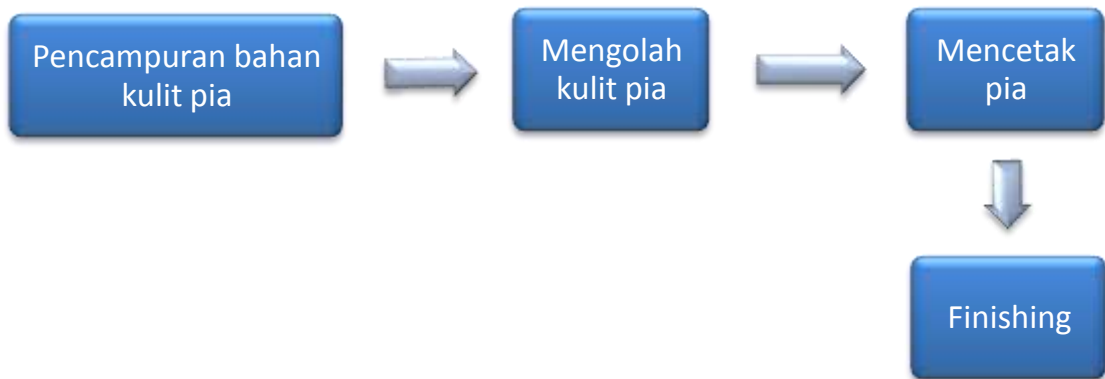 Pencampuran bahan
kulit pia
Mengolah
kulit pia
Mencetak
pia
Finishing